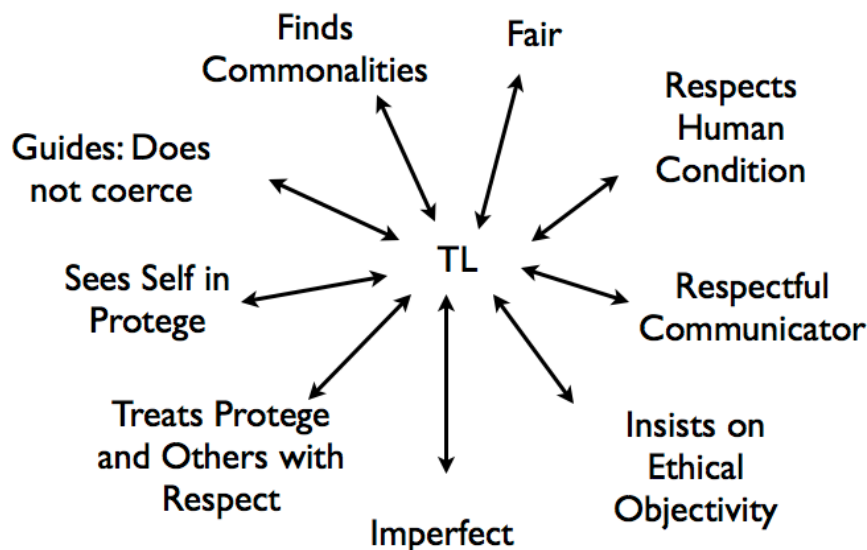 Finds
Commonalities
Fair
Respects
Human
Condition
Guides: Does
not coerce
TL
Sees Self in
Protege
Respectful
Communicator
Treats Protege
and Others with
Respect
Insists on
Ethical
Objectivity
Imperfect